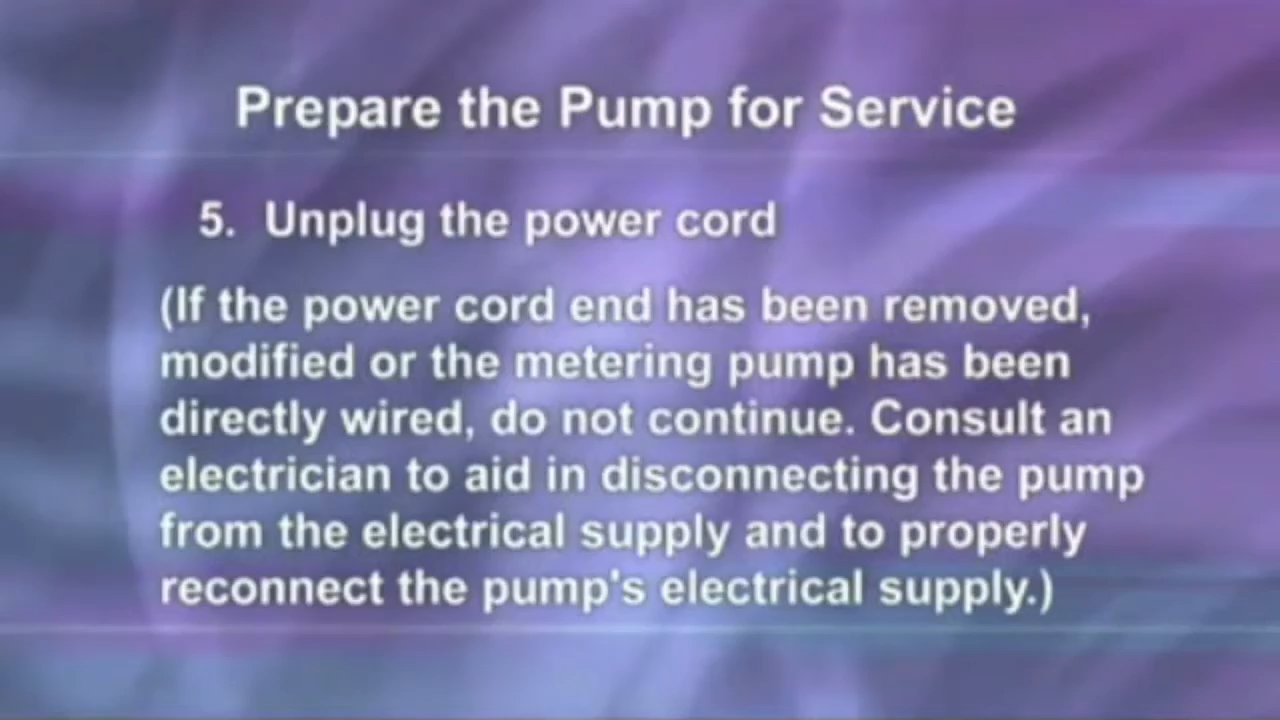 Prepare the Pump for Service
5. Unplug the power cord
(If the power cord end has been removed,
modified or the metering pump has been
directly wired, do not continue. Consult an
electrician to aid in disconnecting the pump
from the electrical supply and to properly
reconnect the pump's electrical supply.)